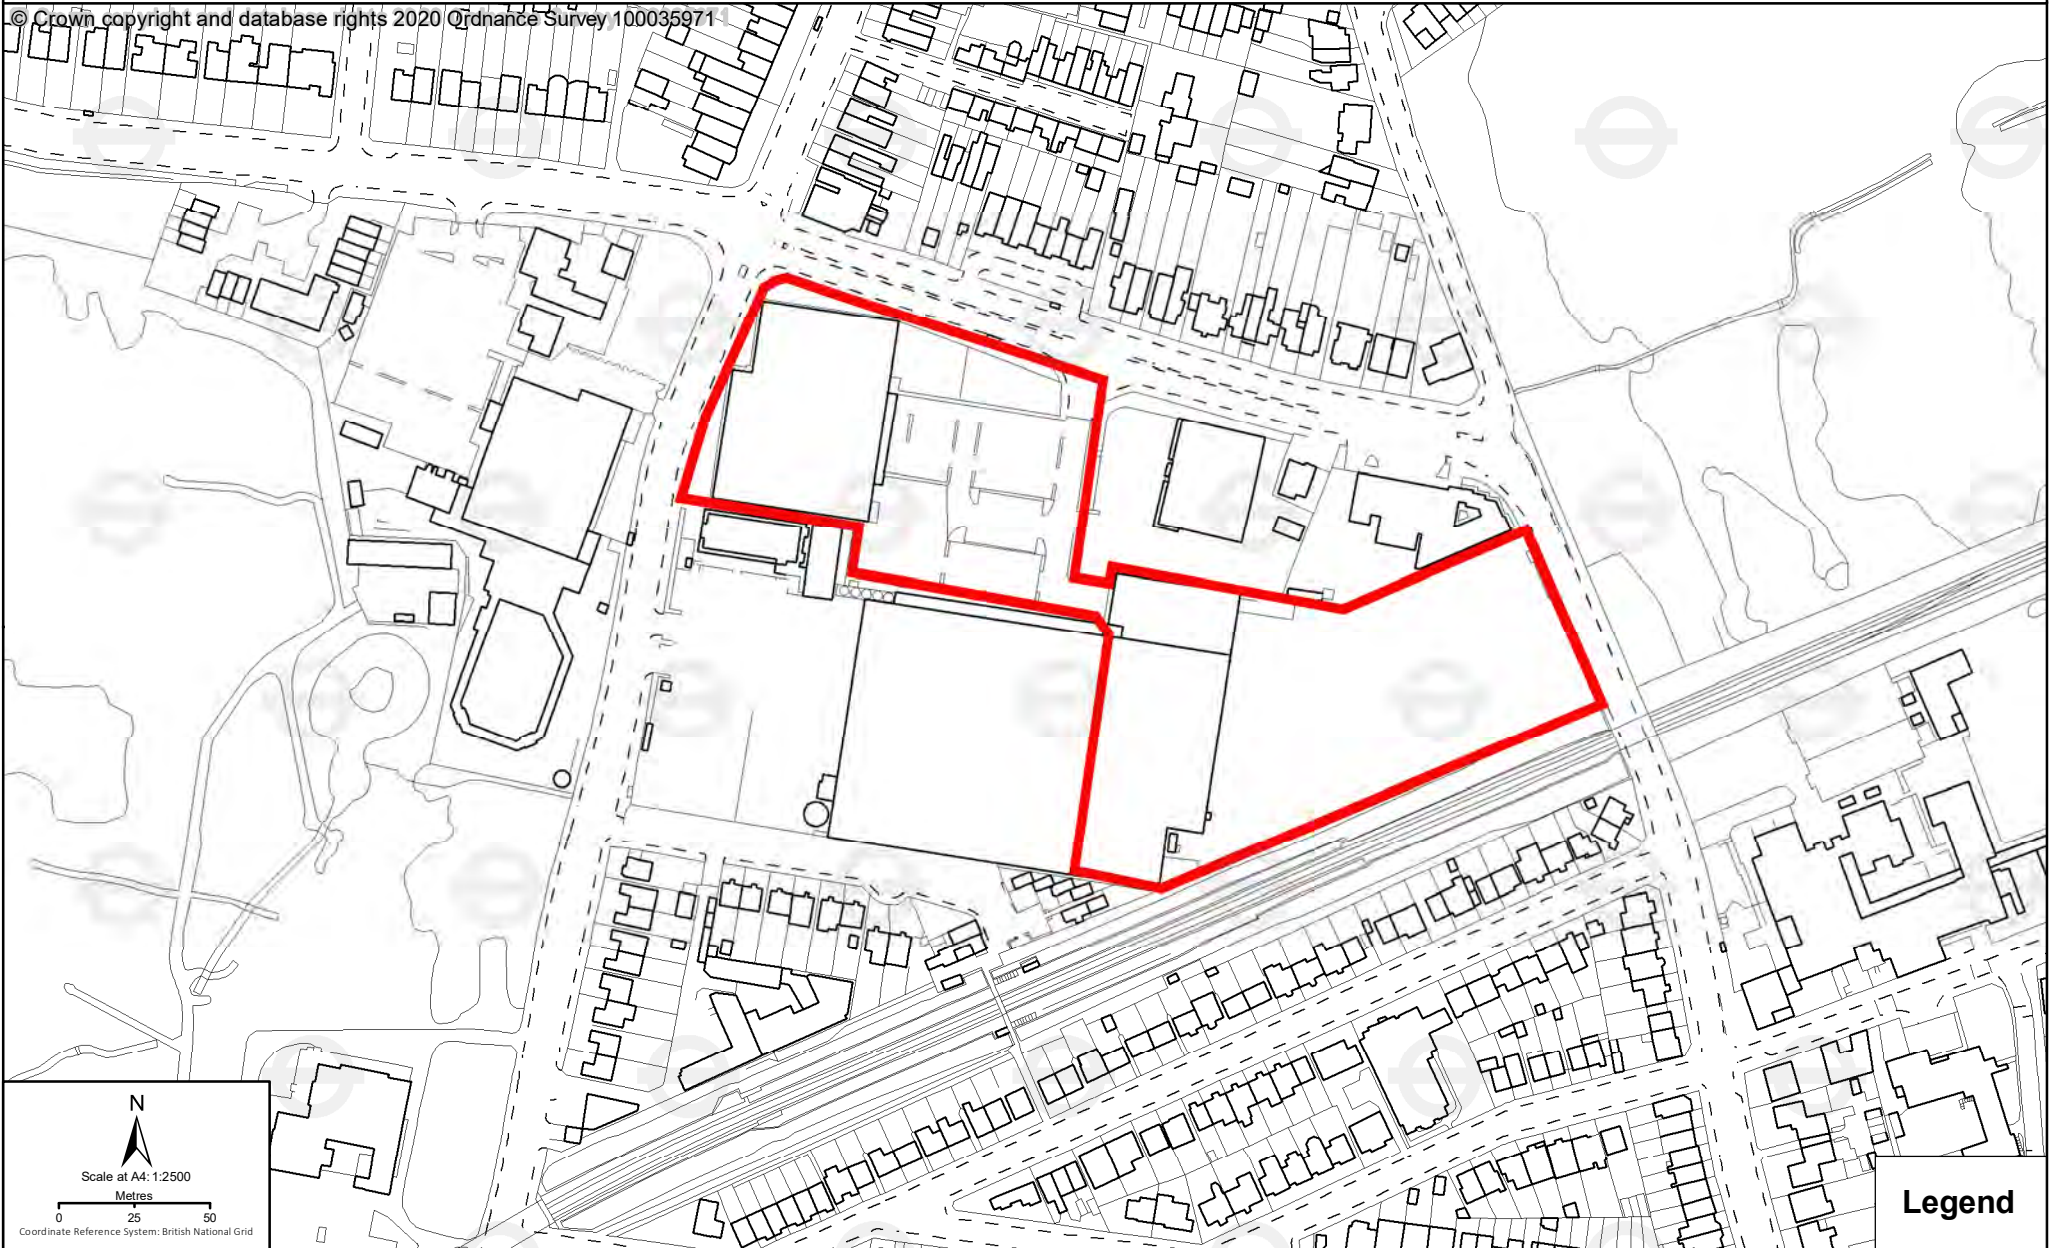 © Crown copyright and database rights 2020 Ordnance Survey 100035971
N
Scale at A4: 1:2500
Metres
0 25 50
Coordinate Reference System: British National Grid
Legend